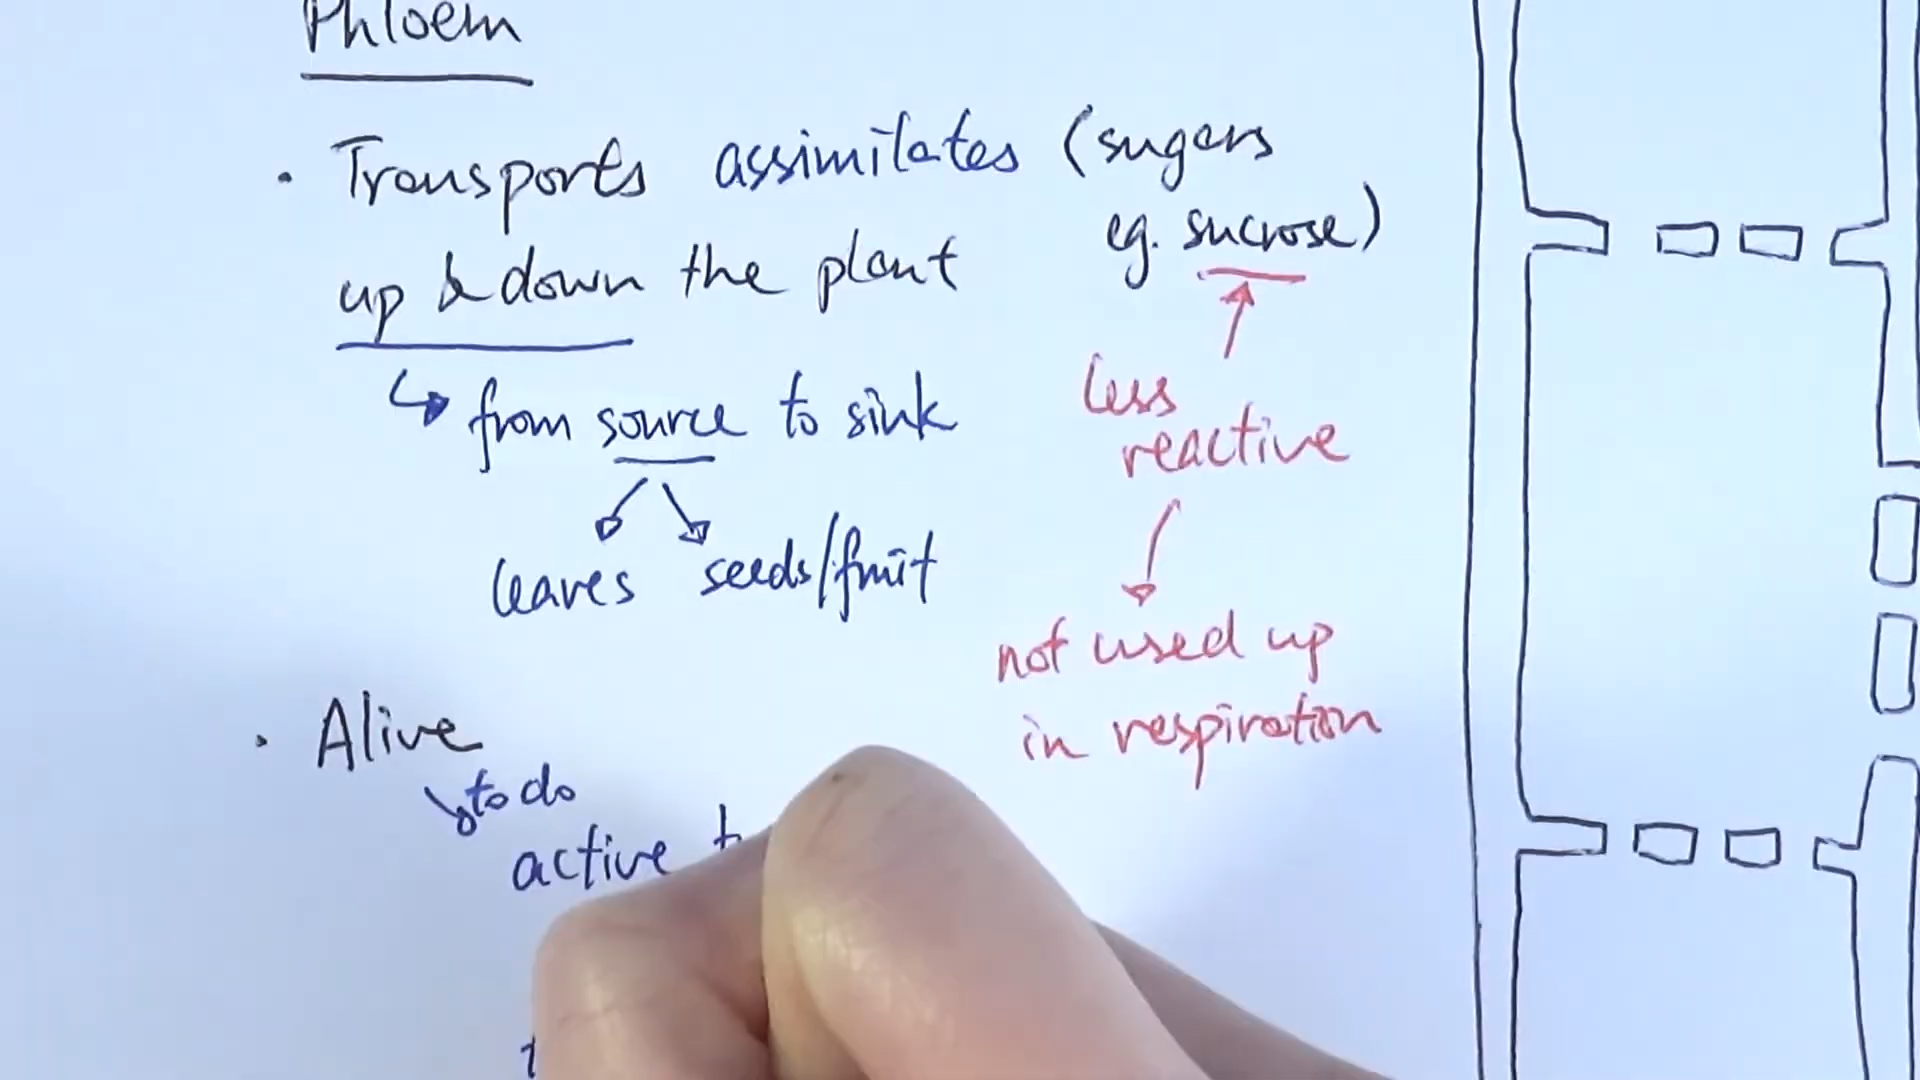 Phloem
• Transports assimilates (sugars
eg. sucrose)
up & down the plant
↳ from source to sink
less
reactive
leaves seeds/fruit
not used up
in respiration
• Alive
↘ to do
active